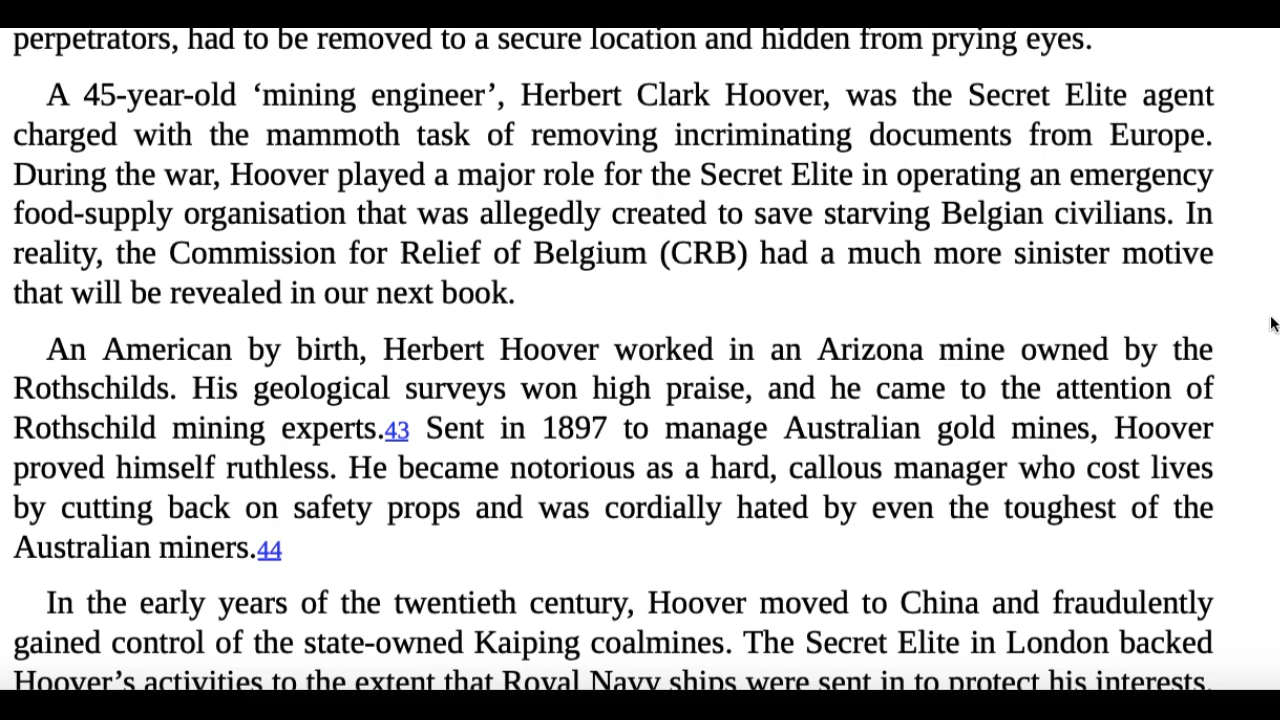 perpetrators, had to be removed to a secure location and hidden from prying eyes.
A 45-year-old ‘mining engineer’, Herbert Clark Hoover, was the Secret Elite agent
charged with the mammoth task of removing incriminating documents from Europe.
During the war, Hoover played a major role for the Secret Elite in operating an emergency
food-supply organisation that was allegedly created to save starving Belgian civilians. In
reality, the Commission for Relief of Belgium (CRB) had a much more sinister motive
that will be revealed in our next book.
An American by birth, Herbert Hoover worked in an Arizona mine owned by the
Rothschilds. His geological surveys won high praise, and he came to the attention of
Rothschild mining experts.43 Sent in 1897 to manage Australian gold mines, Hoover
proved himself ruthless. He became notorious as a hard, callous manager who cost lives
by cutting back on safety props and was cordially hated by even the toughest of the
Australian miners.44
In the early years of the twentieth century, Hoover moved to China and fraudulently
gained control of the state-owned Kaiping coalmines. The Secret Elite in London backed
Hoover’s activities to the extent that Royal Navy ships were sent in to protect his interests.